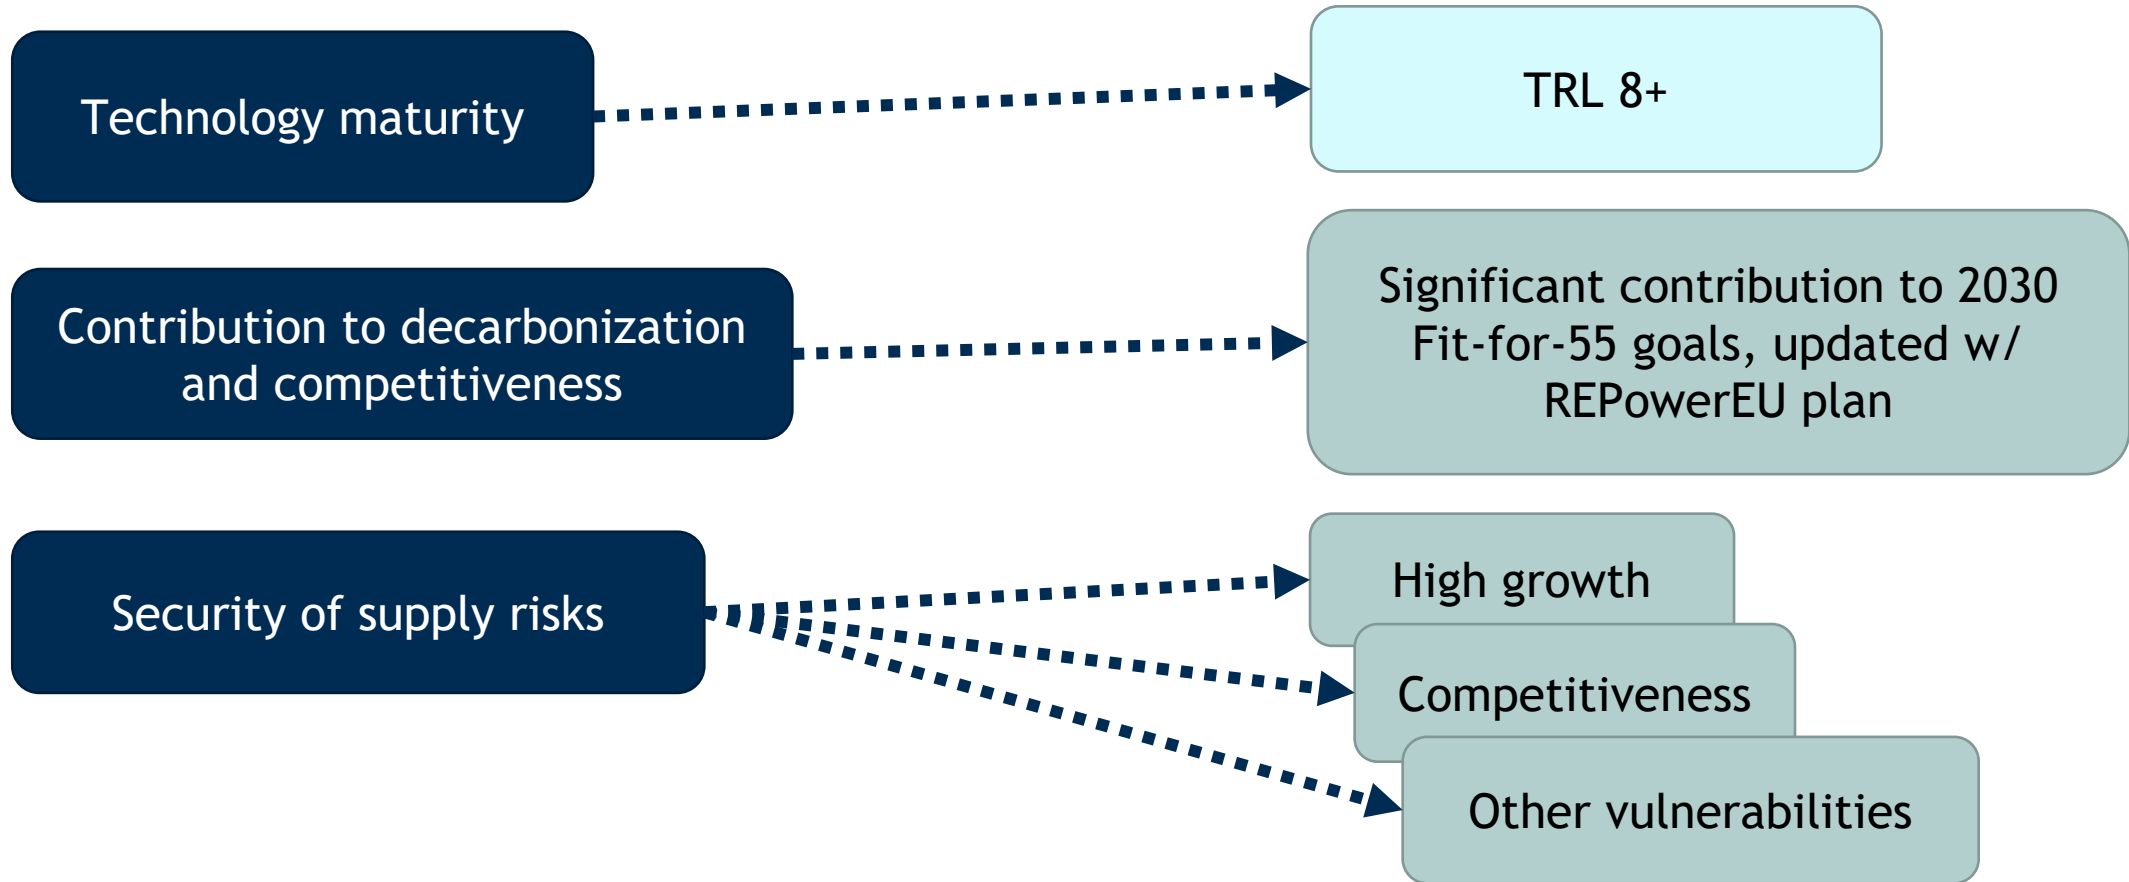 Technology maturity
TRL 8+
Contribution to decarbonization
and competitiveness
Significant contribution to 2030
Fit-for-55 goals, updated w/
REPowerEU plan
Security of supply risks
High growth
Competitiveness
Other vulnerabilities